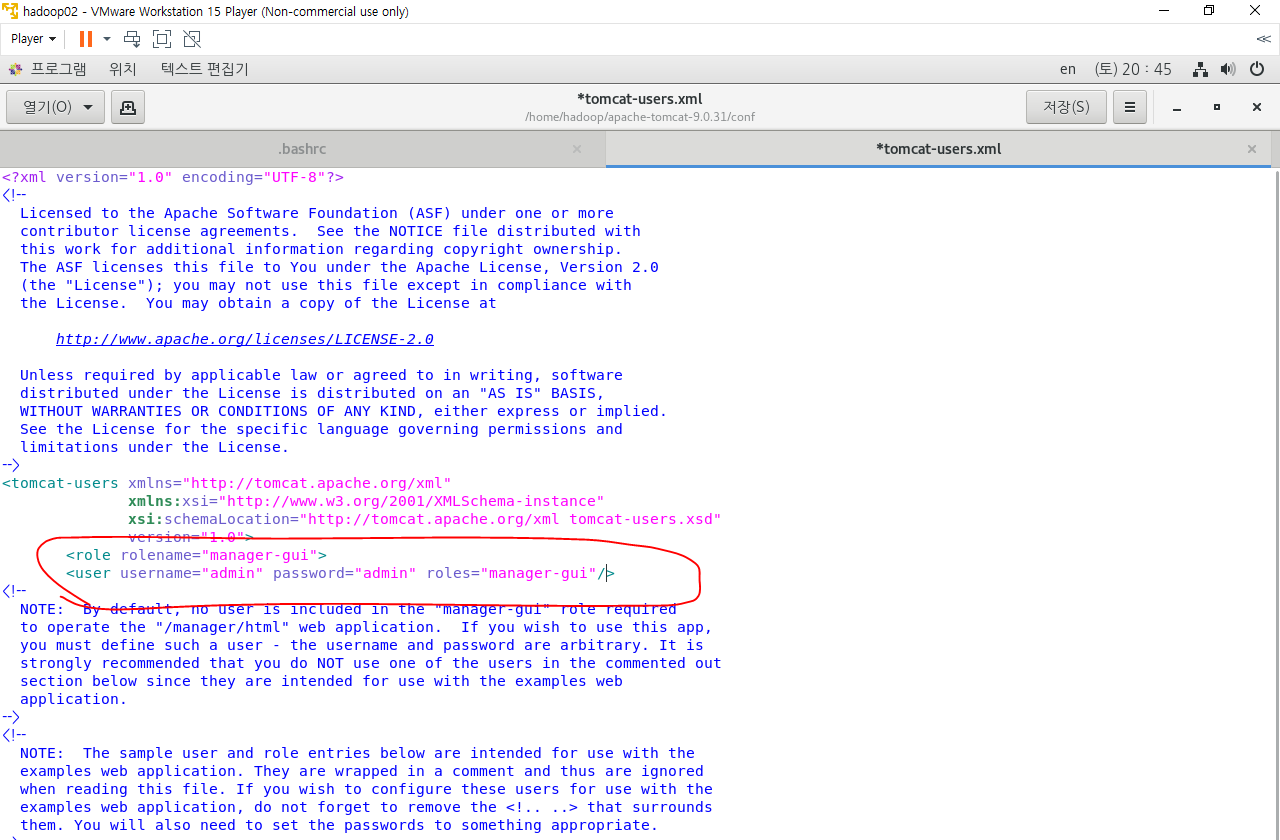 hadoop02 - VMware Workstation 15 Player (Non-commercial use only)
Player
프로그램 위치 텍스트 편집기 en (토) 20 : 45
열기(O) *tomcat-users.xml 저장(S)
/home/hadoop/apache-tomcat-9.0.31/conf
.bashrc *tomcat-users.xml
<?xml version="1.0" encoding="UTF-8"?>
<!--
  Licensed to the Apache Software Foundation (ASF) under one or more
  contributor license agreements.  See the NOTICE file distributed with
  this work for additional information regarding copyright ownership.
  The ASF licenses this file to You under the Apache License, Version 2.0
  (the "License"); you may not use this file except in compliance with
  the License.  You may obtain a copy of the License at
      http://www.apache.org/licenses/LICENSE-2.0
  Unless required by applicable law or agreed to in writing, software
  distributed under the License is distributed on an "AS IS" BASIS,
  WITHOUT WARRANTIES OR CONDITIONS OF ANY KIND, either express or implied.
  See the License for the specific language governing permissions and
  limitations under the License.
-->
<tomcat-users xmlns="http://tomcat.apache.org/xml"
              xmlns:xsi="http://www.w3.org/2001/XMLSchema-instance"
              xsi:schemaLocation="http://tomcat.apache.org/xml tomcat-users.xsd"
              version="1.0">
       <role rolename="manager-gui">
       <user username="admin" password="admin" roles="manager-gui"/>
<!--
  NOTE:  By default, no user is included in the "manager-gui" role required
  to operate the "/manager/html" web application.  If you wish to use this app,
  you must define such a user - the username and password are arbitrary. It is
  strongly recommended that you do NOT use one of the users in the commented out
  section below since they are intended for use with the examples web
  application.
-->
<!--
  NOTE:  The sample user and role entries below are intended for use with the
  examples web application. They are wrapped in a comment and thus are ignored
  when reading this file. If you wish to configure these users for use with the
  examples web application, do not forget to remove the <!.. ..> that surrounds
  them. You will also need to set the passwords to something appropriate.